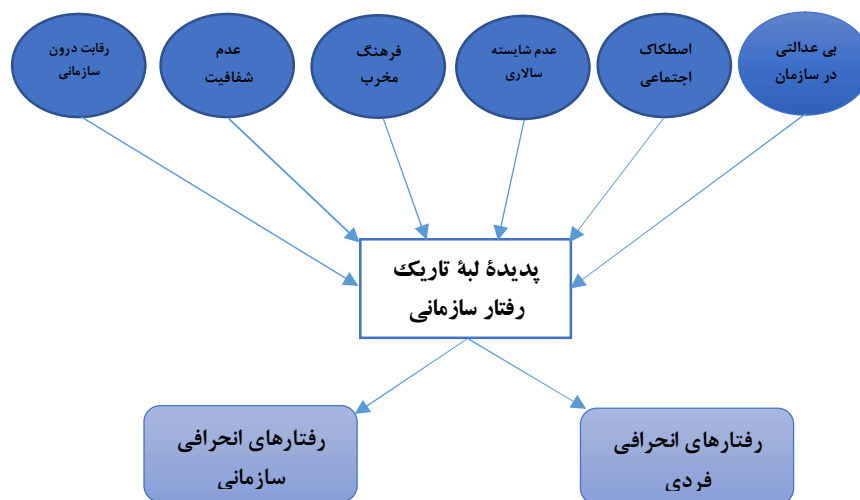 بی عدالتی
در سازمان
اصطکاک
اجتماعی
عدم شایسته
سالاری
فرهنگ
مخرب
عدم
شفافیت
رقابت درون
سازمانی
پدیدۀ لبۀ تاریک
رفتار سازمانی
رفتارهای انحرافی
فردی
رفتارهای انحرافی
سازمانی